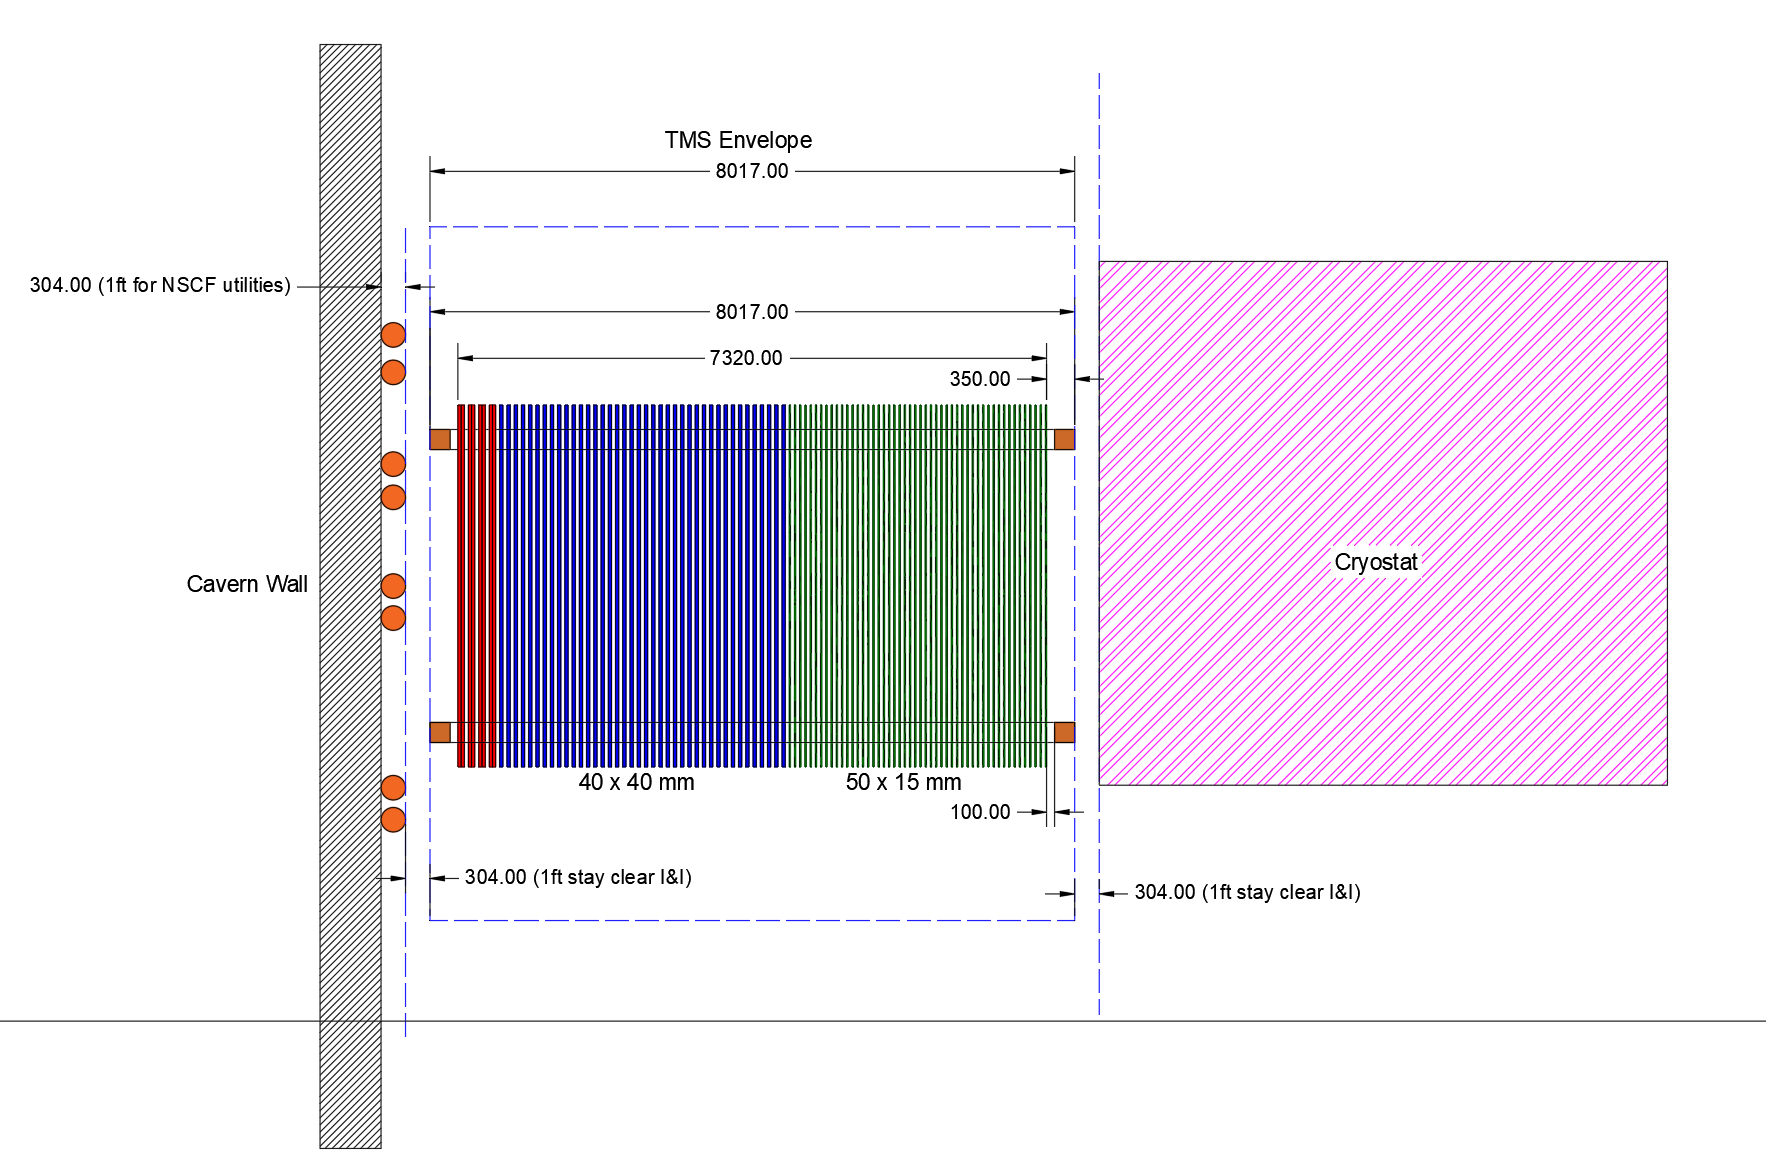 TMS Envelope
8017.00
304.00 (1ft for NSCF utilities)
8017.00
7320.00
350.00
Cryostat
Cavern Wall
40 x 40 mm
50 x 15 mm
100.00
304.00 (1ft stay clear I&I)
304.00 (1ft stay clear I&I)